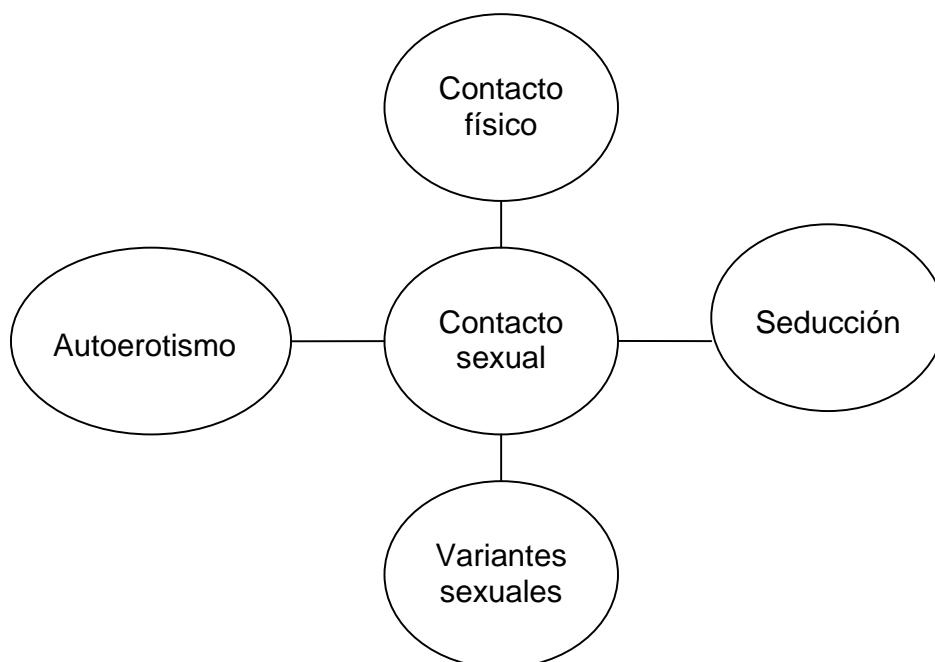 Contacto
físico
Autoerotismo
Contacto
sexual
Seducción
Variantes
sexuales